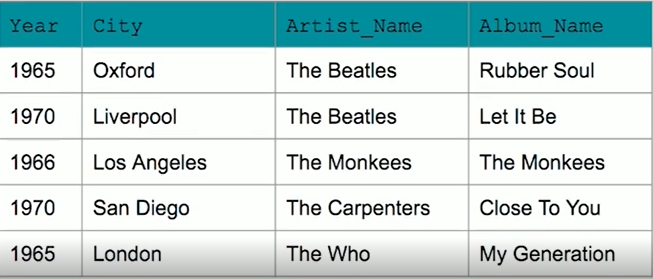 Year City Artist_Name Album_Name
1965 Oxford The Beatles Rubber Soul
1970 Liverpool The Beatles Let It Be
1966 Los Angeles The Monkees The Monkees
1970 San Diego The Carpenters Close To You
1965 London The Who My Generation